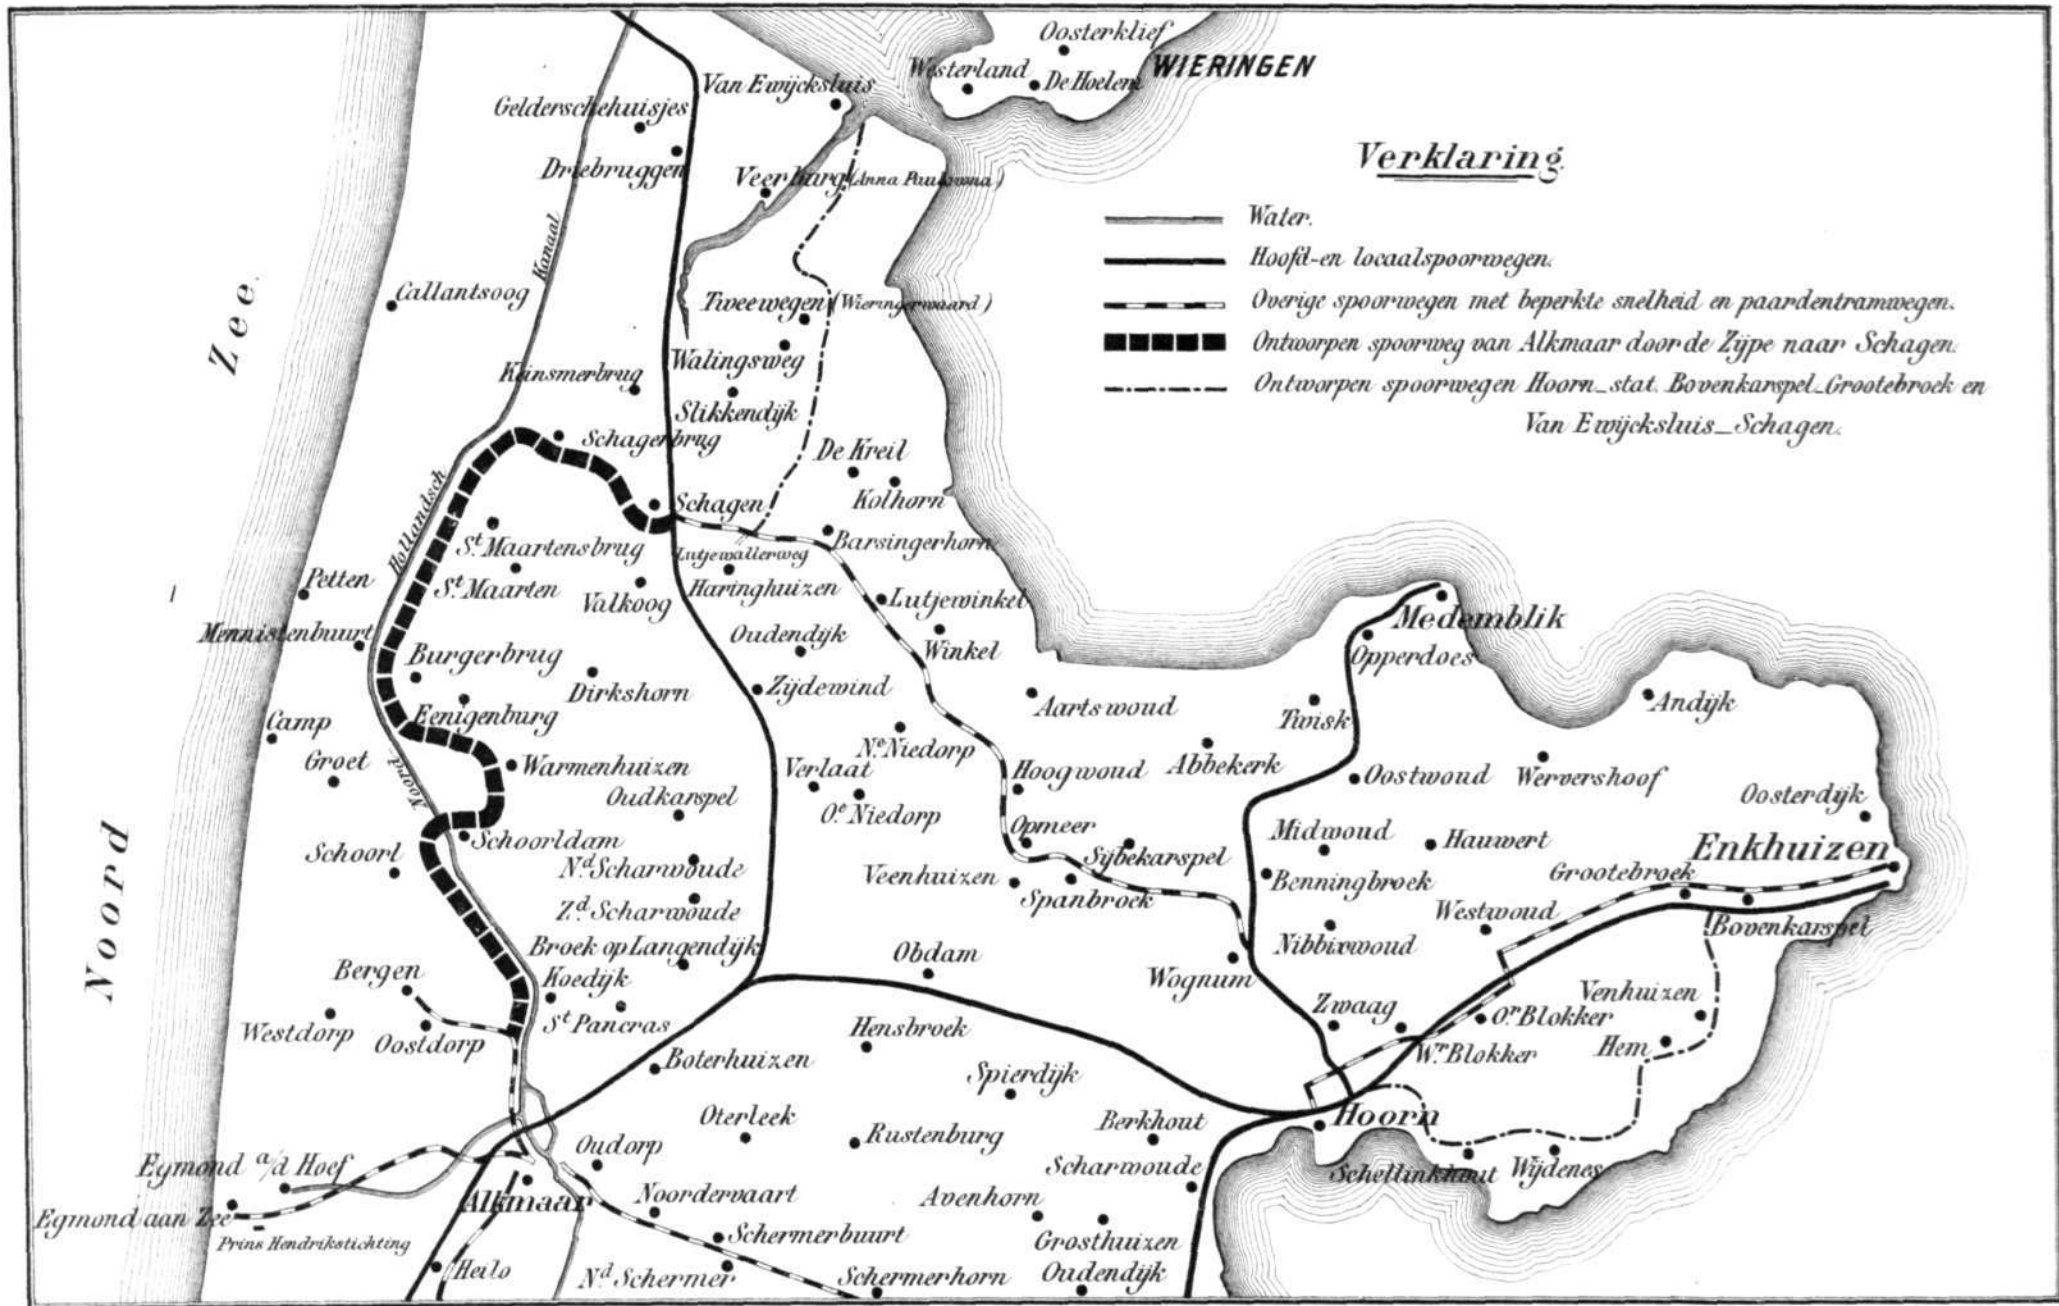 Oosterklief
Westerland
De Hoelem
WIERINGEN
Van Ewijcksluis
Gelderschehuisjes
Driebruggen
Veerburg (Anna Paulowna)
Verklaring.
Water.
Hoofd-en locaalspoorwegen.
Overige spoorwegen met beperkte snelheid en paardentramwegen.
Ontworpen spoorweg van Alkmaar door de Zijpe naar Schagen.
Ontworpen spoorwegen Hoorn_stat. Bovenkarspel_Grootebroek en
Van Ewijcksluis_Schagen.
Noord
Zee.
Noord-
Hollandsch
Kanaal
Callantsoog
Tweewegen (Wieringerwaard)
Walingsweg
Keinsmerbrug
Slikkendijk
Schagerbrug
De Kreil
Kolhorn
Schagen
St. Maartensbrug
Lutjewallerweg
Barsingerhorn
Petten
St. Maarten
Valkoog
Haringhuizen
Lutjewinkel
Medemblik
Mennistenbuurt
Oudendijk
Winkel
Opperdoes
Burgerbrug
Dirkshorn
Zijdewind
Aartswoud
Twisk
Andijk
Camp
Eenigenburg
Ne. Niedorp
Groet
Warmenhuizen
Verlaat
Hoogwoud
Abbekerk
Oostwoud
Wervershoof
Oudkarspel
Oe. Niedorp
Oosterdijk
Schoorl
Schoorldam
Opmeer
Midwoud
Hauwert
Enkhuizen
Nd. Scharwoude
Veenhuizen
Sijbekarspel
Benningbroek
Grootebroek
Zd. Scharwoude
Spanbroek
Westwoud
Bovenkarspel
Broek op Langendijk
Obdam
Nibbixwoud
Bergen
Koedijk
Wognum
Venhuizen
Westdorp
Oostdorp
St. Pancras
Hensbroek
Zwaag
Or. Blokker
Hem
Boterhuizen
Spierdijk
Wr. Blokker
Oterleek
Rustenburg
Berkhout
Hoorn
Egmond a/d Hoef
Oudorp
Scharwoude
Schellinkhout
Wijdenes
Alkmaar
Noordervaart
Avenhorn
Egmond aan Zee
Prins Hendrikstichting
Schermerbuurt
Grosthuizen
Heilo
Nd. Schermer
Schermerhorn
Oudendijk